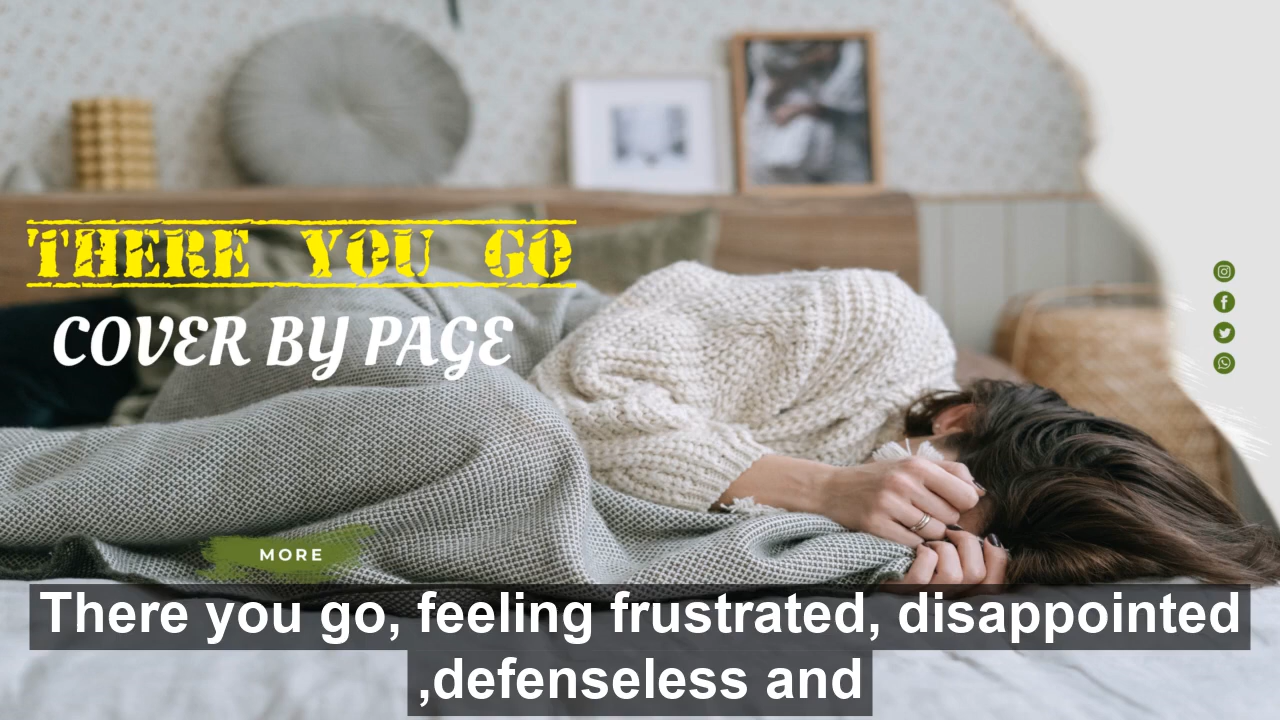 THERE YOU GO
COVER BY PAGE
MORE
There you go, feeling frustrated, disappointed
,defenseless and